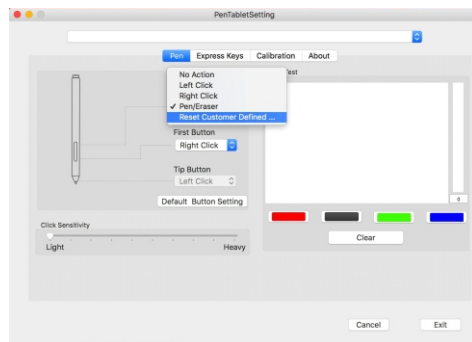 PenTabletSetting
Pen
Express Keys
Calibration
About
No Action
Left Click
Right Click
✓ Pen/Eraser
Reset Customer Defined ...
First Button
Right Click
Tip Button
Left Click
Default Button Setting
Click Sensitivity
Light
Heavy
Test
0
Clear
Cancel
Exit